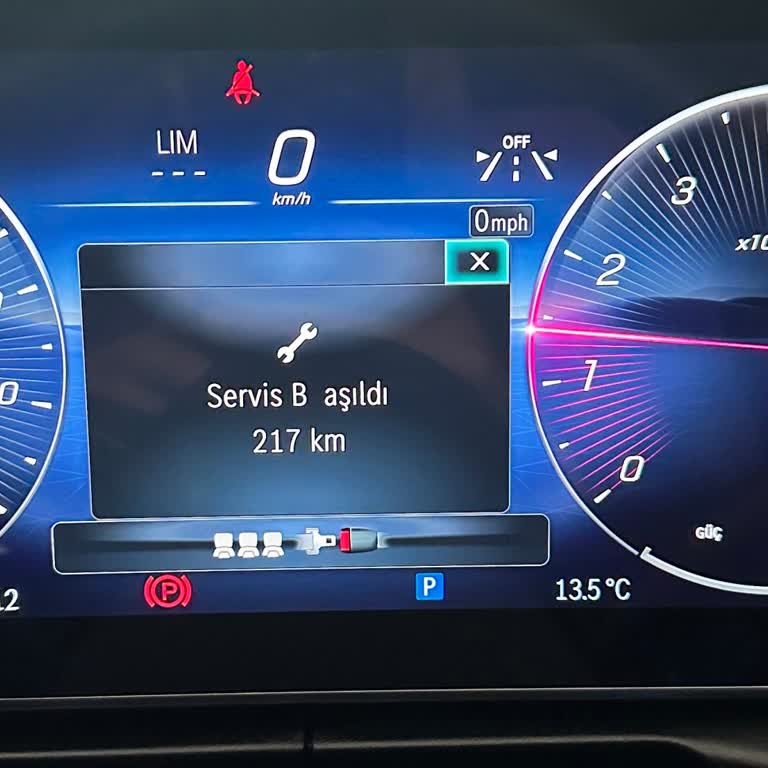 LIM
0
---
km/h
OFF
0mph
X
3
x10
2
1
0
0
Servis B aşıldı
217 km
GÜÇ
P
P
13.5 °C